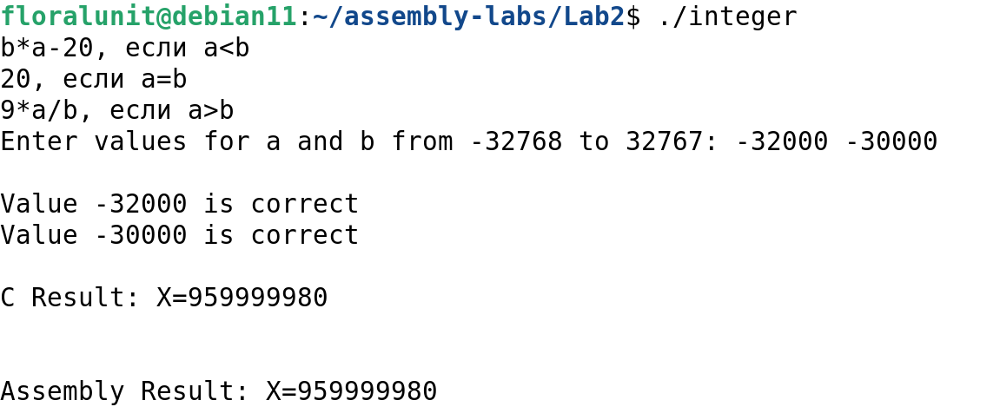 floralunit@debian11:~/assembly-labs/Lab2$ ./integer
b*a-20, если a<b
20, если a=b
9*a/b, если a>b
Enter values for a and b from -32768 to 32767: -32000 -30000
Value -32000 is correct
Value -30000 is correct
C Result: X=959999980
Assembly Result: X=959999980